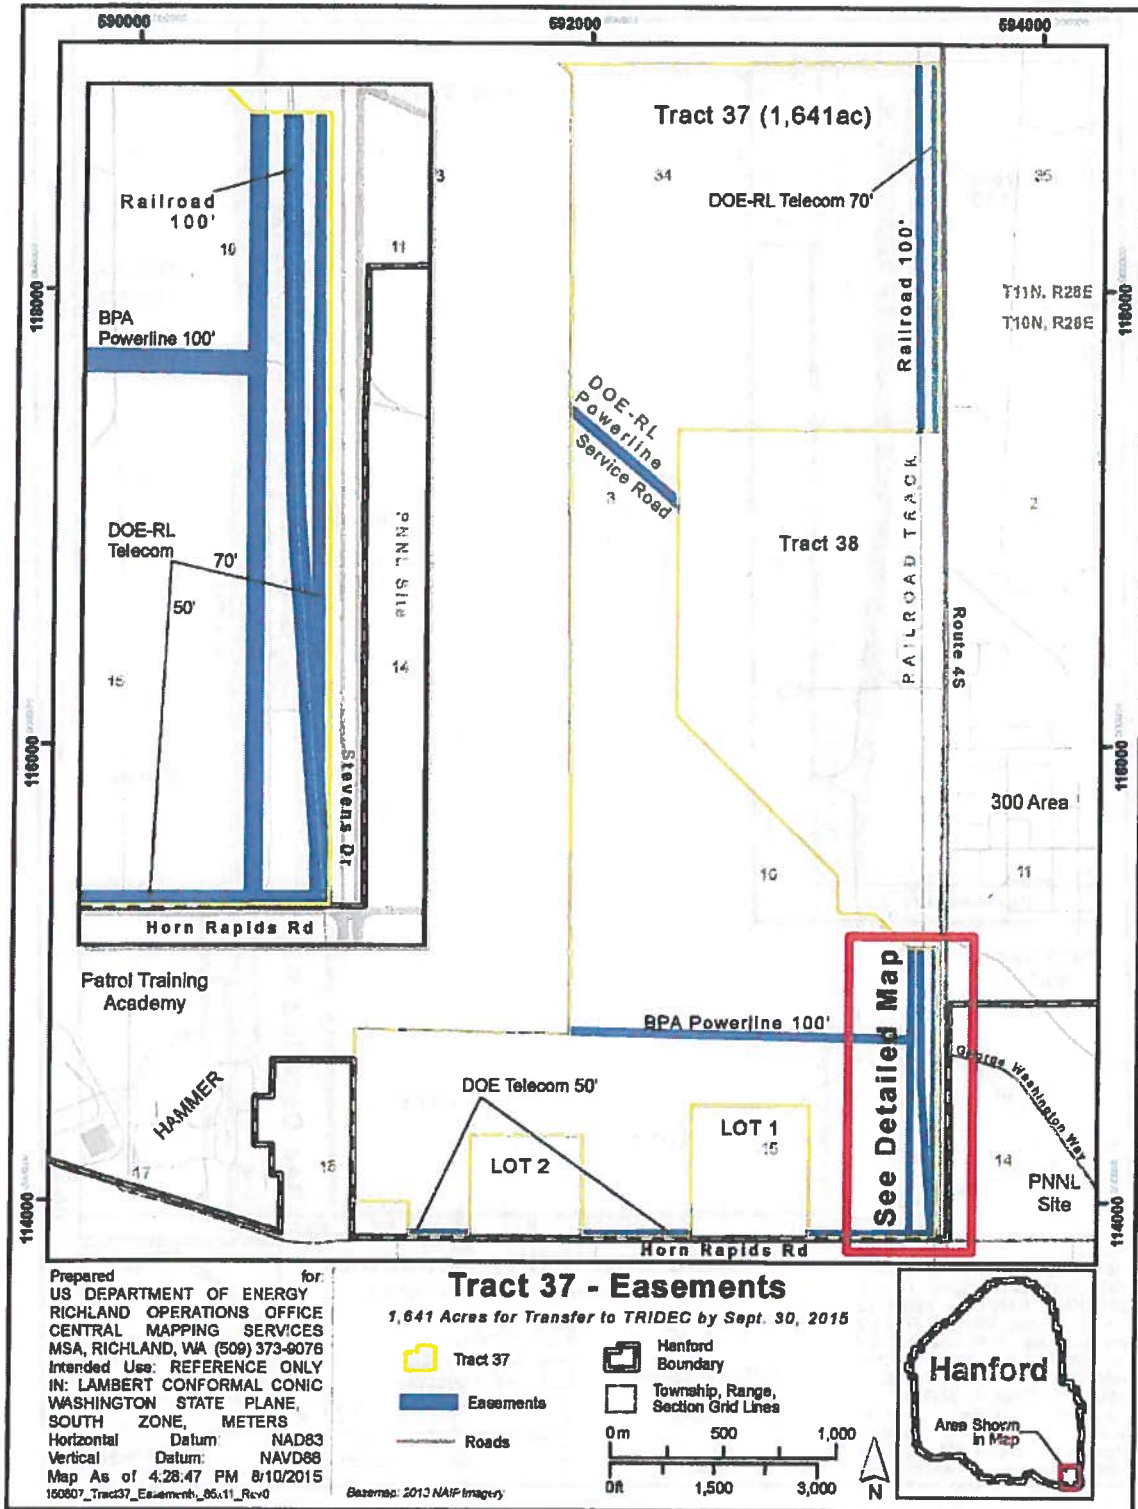 590000
592000
594000
118000
116000
114000
118000
116000
114000
Railroad
100'
10
11
3
BPA
Powerline 100'
DOE-RL
Telecom
70'
50'
15
PNNL Site
14
Stevens Dr
Horn Rapids Rd
Tract 37 (1,641ac)
34
35
DOE-RL Telecom 70'
Railroad 100'
T11N, R28E
T10N, R28E
DOE-RL
Powerline
Service Road
3
2
Tract 38
RAILROAD TRACK
Route 4S
300 Area
10
11
Patrol Training
Academy
HAMMER
17
16
BPA Powerline 100'
DOE Telecom 50'
LOT 2
LOT 1
15
See Detailed Map
George Washington Way
14
PNNL
Site
Horn Rapids Rd
Prepared for:
US DEPARTMENT OF ENERGY
RICHLAND OPERATIONS OFFICE
CENTRAL MAPPING SERVICES
MSA, RICHLAND, WA (509) 373-9076
Intended Use: REFERENCE ONLY
IN: LAMBERT CONFORMAL CONIC
WASHINGTON STATE PLANE,
SOUTH ZONE, METERS
Horizontal Datum: NAD83
Vertical Datum: NAVD88
Map As of 4:28:47 PM 8/10/2015
150807_Tract37_Easements_85x11_Rev0
Tract 37 - Easements
1,641 Acres for Transfer to TRIDEC by Sept. 30, 2015
Tract 37
Easements
Roads
Hanford
Boundary
Township, Range,
Section Grid Lines
0m 500 1,000
0ft 1,500 3,000
N
Basemap: 2013 NAIP Imagery
Hanford
Area Shown
in Map